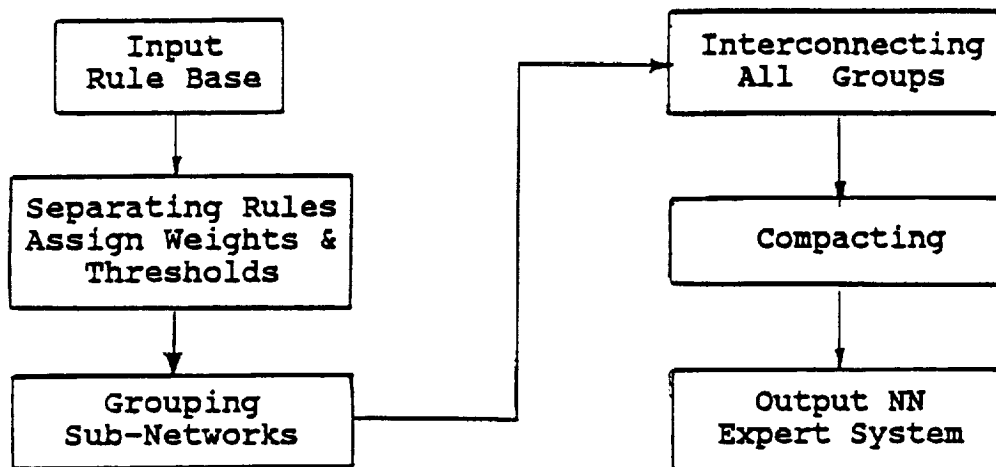 Input
Rule Base
Separating Rules
Assign Weights &
Thresholds
Grouping
Sub-Networks
Interconnecting
All Groups
Compacting
Output NN
Expert System